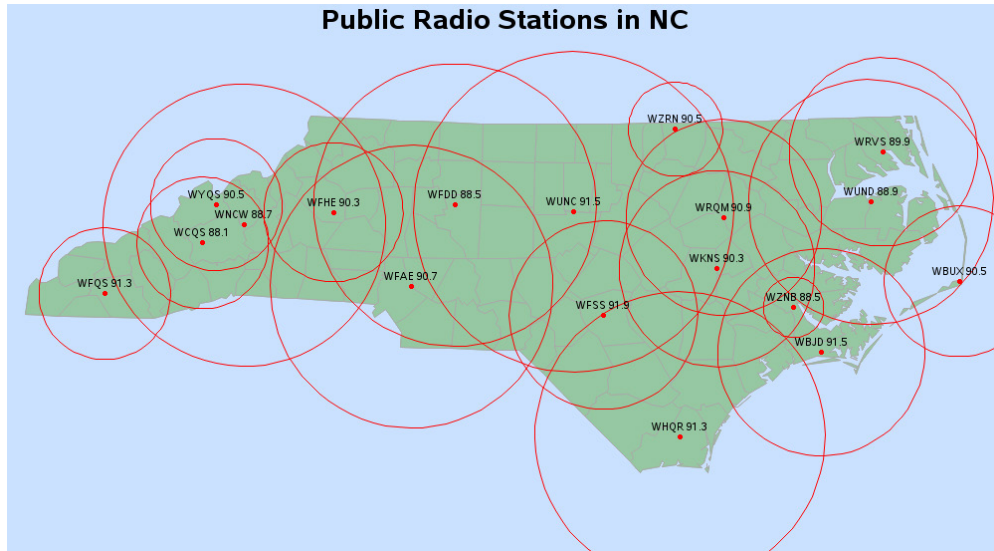 Public Radio Stations in NC
WZRN 90.5
WRVS 89.9
WYQS 90.5
WFDD 88.5
WUND 88.9
WFHE 90.3
WUNC 91.5
WRQM 90.9
WNCW 88.7
WCQS 88.1
WKNS 90.3
WBUX 90.5
WFAE 90.7
WFQS 91.3
WZNB 88.5
WFSS 91.9
WBJD 91.5
WHQR 91.3